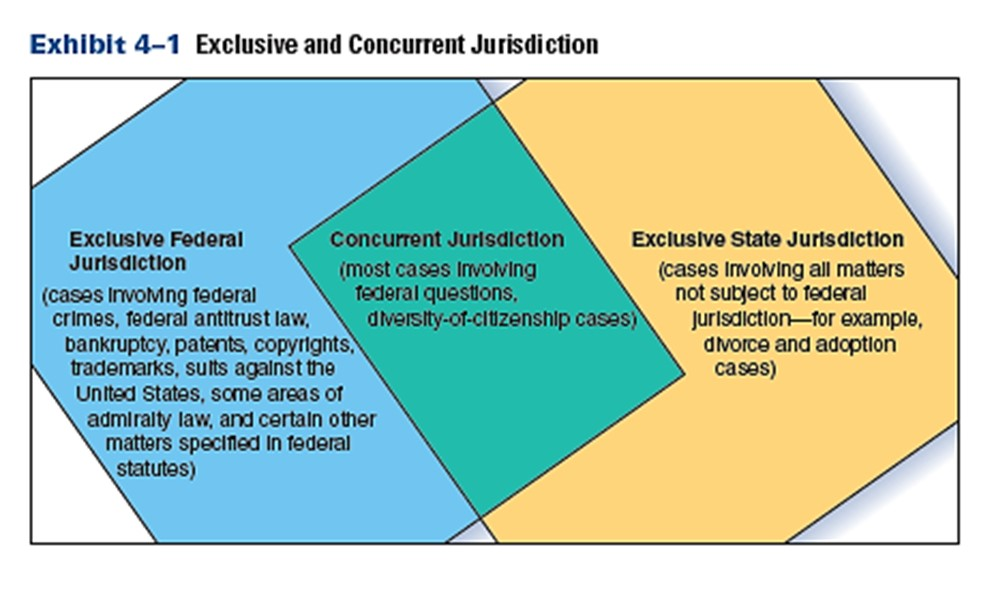 Exhibit 4–1 Exclusive and Concurrent Jurisdiction
Exclusive Federal
Jurisdiction
(cases involving federal
crimes, federal antitrust law,
bankruptcy, patents, copyrights,
trademarks, suits against the
United States, some areas of
admiralty law, and certain other
matters specified in federal
statutes)
Concurrent Jurisdiction
(most cases involving
federal questions,
diversity-of-citizenship cases)
Exclusive State Jurisdiction
(cases involving all matters
not subject to federal
jurisdiction—for example,
divorce and adoption
cases)